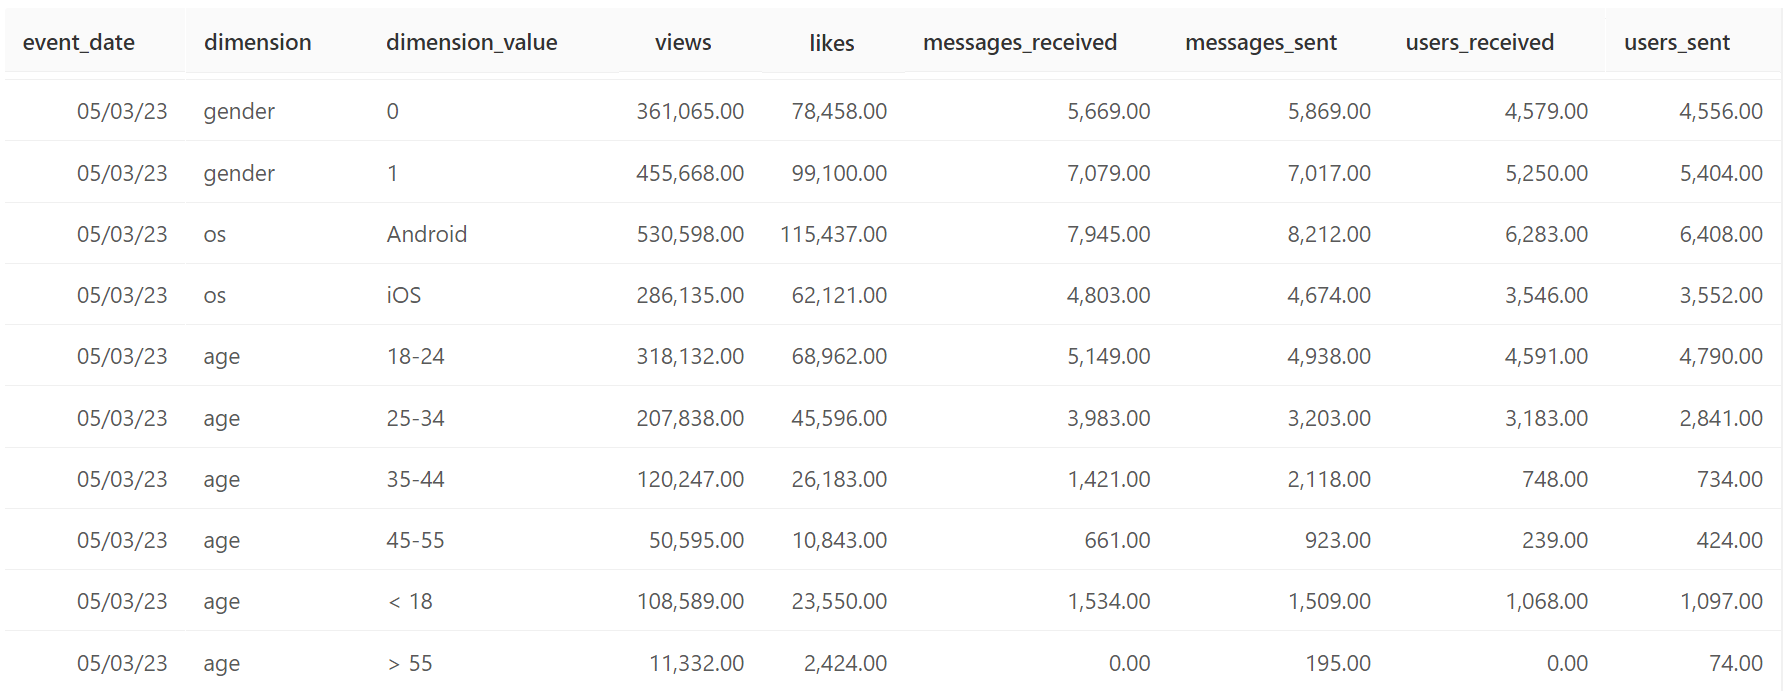 event_date dimension dimension_value views likes messages_received messages_sent users_received users_sent
05/03/23 gender 0 361,065.00 78,458.00 5,669.00 5,869.00 4,579.00 4,556.00
05/03/23 gender 1 455,668.00 99,100.00 7,079.00 7,017.00 5,250.00 5,404.00
05/03/23 os Android 530,598.00 115,437.00 7,945.00 8,212.00 6,283.00 6,408.00
05/03/23 os iOS 286,135.00 62,121.00 4,803.00 4,674.00 3,546.00 3,552.00
05/03/23 age 18-24 318,132.00 68,962.00 5,149.00 4,938.00 4,591.00 4,790.00
05/03/23 age 25-34 207,838.00 45,596.00 3,983.00 3,203.00 3,183.00 2,841.00
05/03/23 age 35-44 120,247.00 26,183.00 1,421.00 2,118.00 748.00 734.00
05/03/23 age 45-55 50,595.00 10,843.00 661.00 923.00 239.00 424.00
05/03/23 age < 18 108,589.00 23,550.00 1,534.00 1,509.00 1,068.00 1,097.00
05/03/23 age > 55 11,332.00 2,424.00 0.00 195.00 0.00 74.00